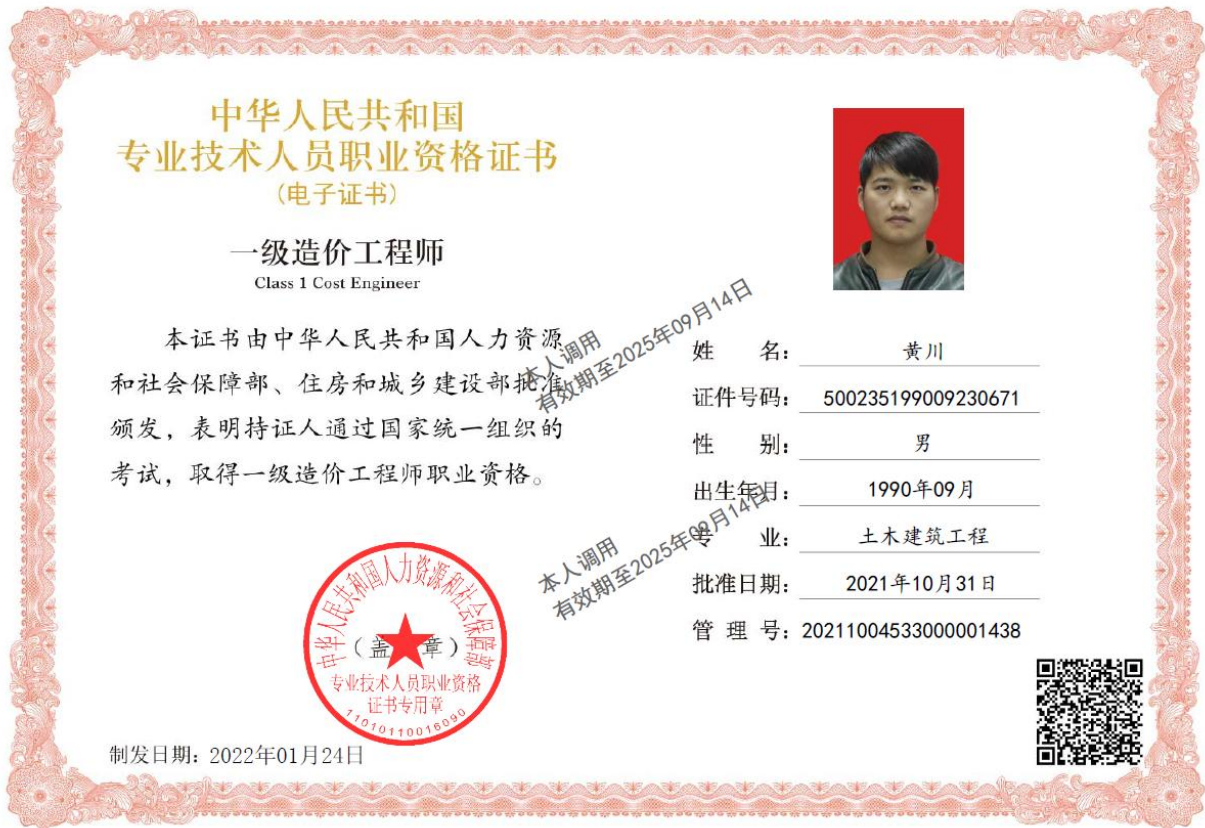 中华人民共和国
专业技术人员职业资格证书
（电子证书）
一级造价工程师
Class 1 Cost Engineer
本证书由中华人民共和国人力资源
和社会保障部、住房和城乡建设部批准
颁发，表明持证人通过国家统一组织的
考试，取得一级造价工程师职业资格。
本人调用
有效期至2025年09月14日
姓 名： 黄川
证件号码： 500235199009230671
性 别： 男
出生年月： 1990年09月
专 业： 土木建筑工程
批准日期： 2021年10月31日
管 理 号： 20211004533000001438
本人调用
有效期至2025年09月14日
中华人民共和国人力资源和社会保障部
（盖 章）
专业技术人员职业资格
证书专用章
11010110016090
制发日期：2022年01月24日